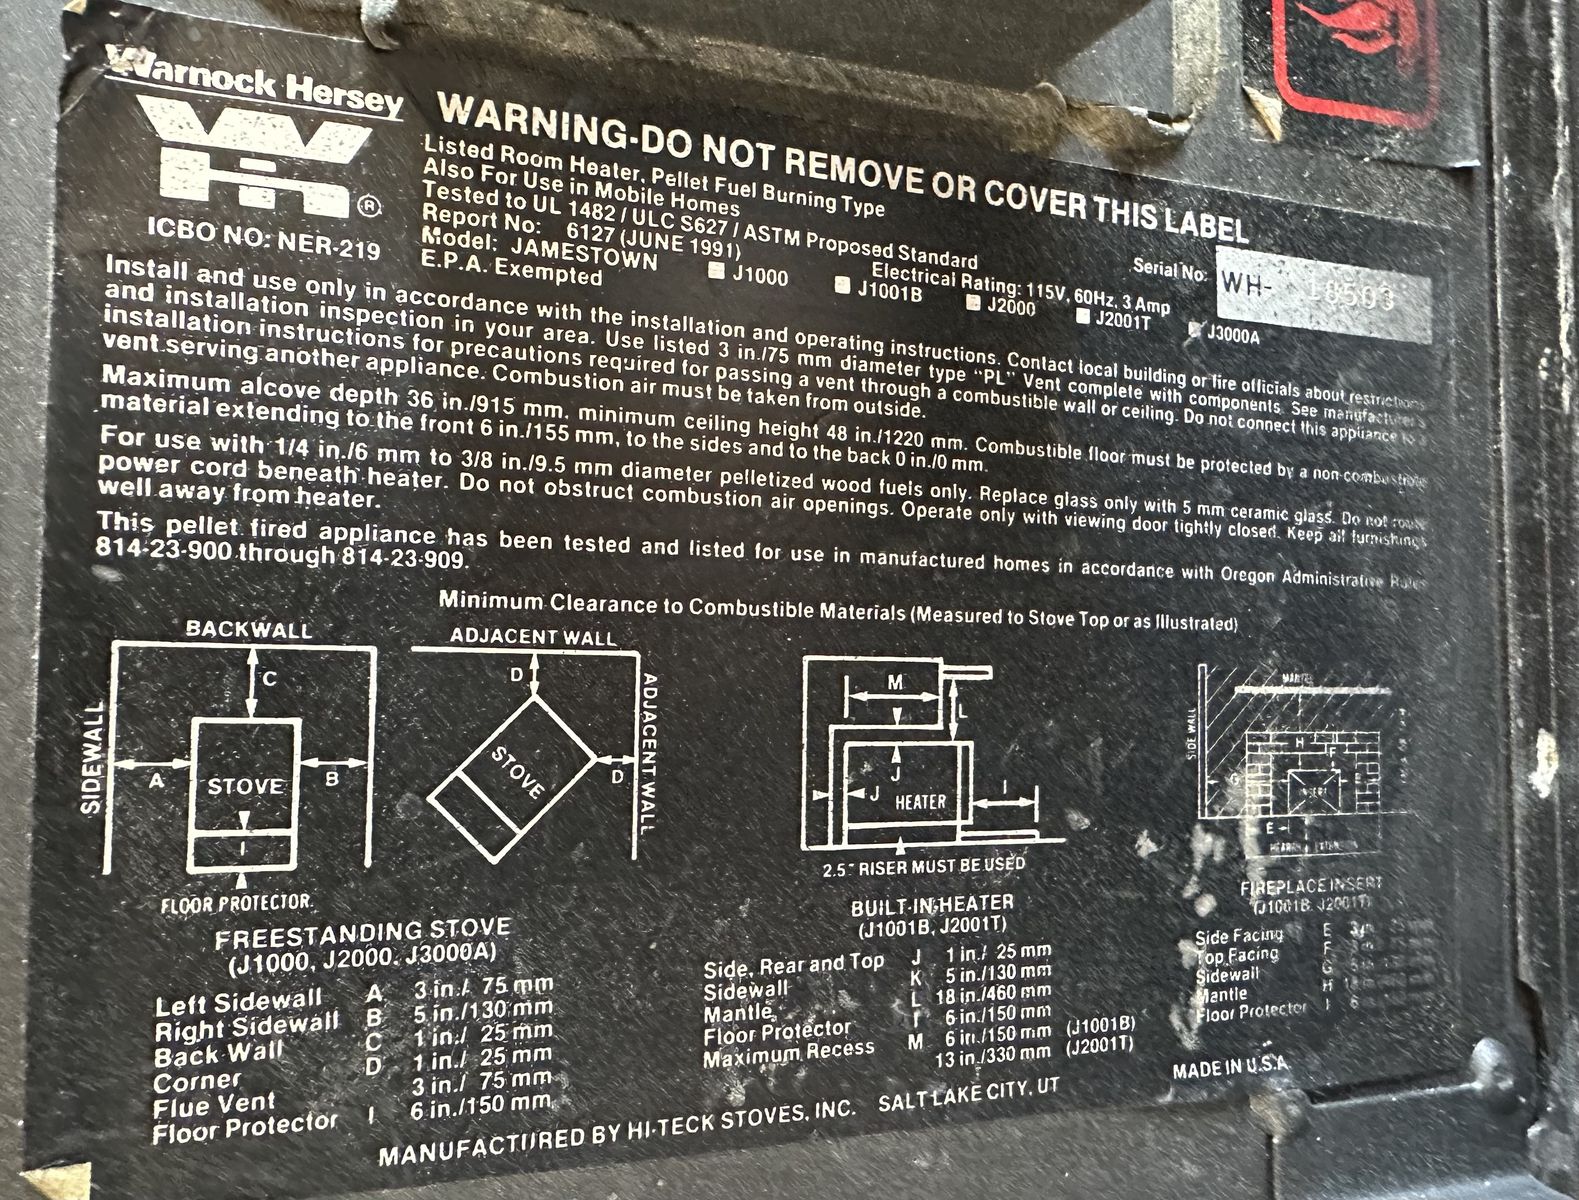 Warnock Hersey
WH®
ICBO NO: NER-219
WARNING-DO NOT REMOVE OR COVER THIS LABEL
Listed Room Heater, Pellet Fuel Burning Type
Also For Use in Mobile Homes
Tested to UL 1482 / ULC S627 / ASTM Proposed Standard
Report No: 6127 (JUNE 1991)
Electrical Rating: 115V, 60Hz, 3 Amp
Serial No: WH- 10503
Model: JAMESTOWN J1000 J1001B J2000 J2001T J3000A
E.P.A. Exempted
Install and use only in accordance with the installation and operating instructions. Contact local building or fire officials about restrictions
and installation inspection in your area. Use listed 3 in./75 mm diameter type "PL" Vent complete with components. See manufacturer's
installation instructions for precautions required for passing a vent through a combustible wall or ceiling. Do not connect this appliance to a
vent serving another appliance. Combustion air must be taken from outside.
Maximum alcove depth 36 in./915 mm. minimum ceiling height 48 in./1220 mm. Combustible floor must be protected by a non-combustible
material extending to the front 6 in./155 mm, to the sides and to the back 0 in./0 mm.
For use with 1/4 in./6 mm to 3/8 in./9.5 mm diameter pelletized wood fuels only. Replace glass only with 5 mm ceramic glass. Do not route
power cord beneath heater. Do not obstruct combustion air openings. Operate only with viewing door tightly closed. Keep all furnishings
well away from heater.
This pellet fired appliance has been tested and listed for use in manufactured homes in accordance with Oregon Administrative Rules
814-23-900 through 814-23-909.
Minimum Clearance to Combustible Materials (Measured to Stove Top or as Illustrated)
BACKWALL
SIDEWALL
C
A
STOVE
B
I
FLOOR PROTECTOR
FREESTANDING STOVE
(J1000, J2000, J3000A)
Left Sidewall A 3 in./ 75 mm
Right Sidewall B 5 in./130 mm
Back Wall C 1 in./ 25 mm
Corner D 1 in./ 25 mm
Flue Vent 3 in./ 75 mm
Floor Protector I 6 in./150 mm
ADJACENT WALL
D
STOVE
D
ADJACENT WALL
M
L
J
J
HEATER
I
2.5" RISER MUST BE USED
BUILT-IN-HEATER
(J1001B, J2001T)
Side, Rear and Top J 1 in./ 25 mm
Sidewall K 5 in./130 mm
Mantle L 18 in./460 mm
Floor Protector I 6 in./150 mm
Maximum Recess M 6 in./150 mm (J1001B)
13 in./330 mm (J2001T)
SIDE WALL
MANTEL
H
F
G
E
INSERT
E
HEARTH EXTENSION
FIREPLACE INSERT
(J1001B, J2001T)
Side Facing E
Top Facing F
Sidewall G
Mantle H
Floor Protector I 6
MADE IN U.S.A
MANUFACTURED BY HI-TECK STOVES, INC. SALT LAKE CITY, UT